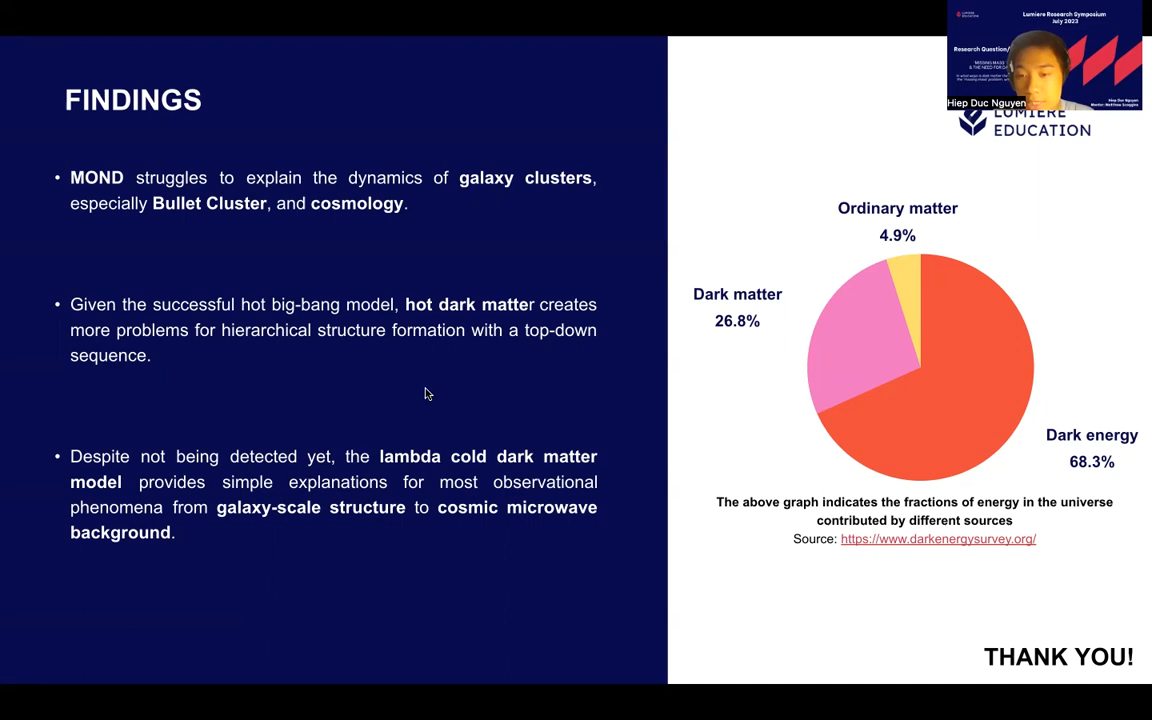 FINDINGS
• MOND struggles to explain the dynamics of galaxy clusters,
especially Bullet Cluster, and cosmology.
• Given the successful hot big-bang model, hot dark matter creates
more problems for hierarchical structure formation with a top-down
sequence.
• Despite not being detected yet, the lambda cold dark matter
model provides simple explanations for most observational
phenomena from galaxy-scale structure to cosmic microwave
background.
Lumiere Research Symposium
July 2023
Research Question/
Hiep Duc Nguyen
Hiep Duc Nguyen
LUMIERE
EDUCATION
Ordinary matter
4.9%
Dark matter
26.8%
Dark energy
68.3%
The above graph indicates the fractions of energy in the universe
contributed by different sources
Source: https://www.darkenergysurvey.org/
THANK YOU!